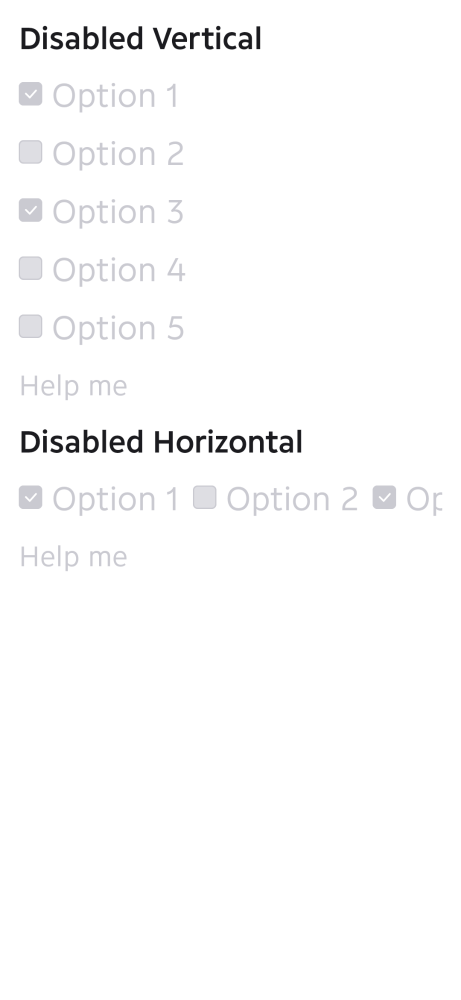 Disabled Vertical
Option 1
Option 2
Option 3
Option 4
Option 5
Help me
Disabled Horizontal
Option 1 Option 2 Op
Help me